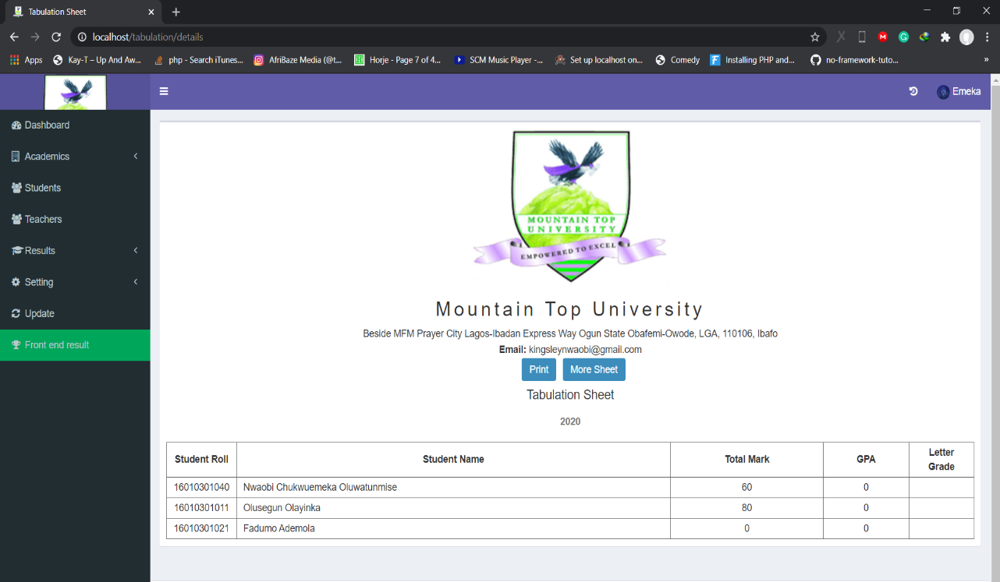 Tabulation Sheet
localhost/tabulation/details
Apps Kay-T – Up And Aw... php - Search iTunes... AfriBaze Media (@t... Horje - Page 7 of 4... SCM Music Player -... Set up localhost on... Comedy Installing PHP and... no-framework-tuto... »
Emeka
Dashboard
Academics
Students
Teachers
Results
Setting
Update
Front end result
MOUNTAIN TOP
UNIVERSITY
EMPOWERED TO EXCEL
Mountain Top University
Beside MFM Prayer City Lagos-Ibadan Express Way Ogun State Obafemi-Owode, LGA, 110106, Ibafo
Email: kingsleynwaobi@gmail.com
Print More Sheet
Tabulation Sheet
2020
Student Roll Student Name Total Mark GPA Letter Grade
16010301040 Nwaobi Chukwuemeka Oluwatunmise 60 0
16010301011 Olusegun Olayinka 80 0
16010301021 Fadumo Ademola 0 0